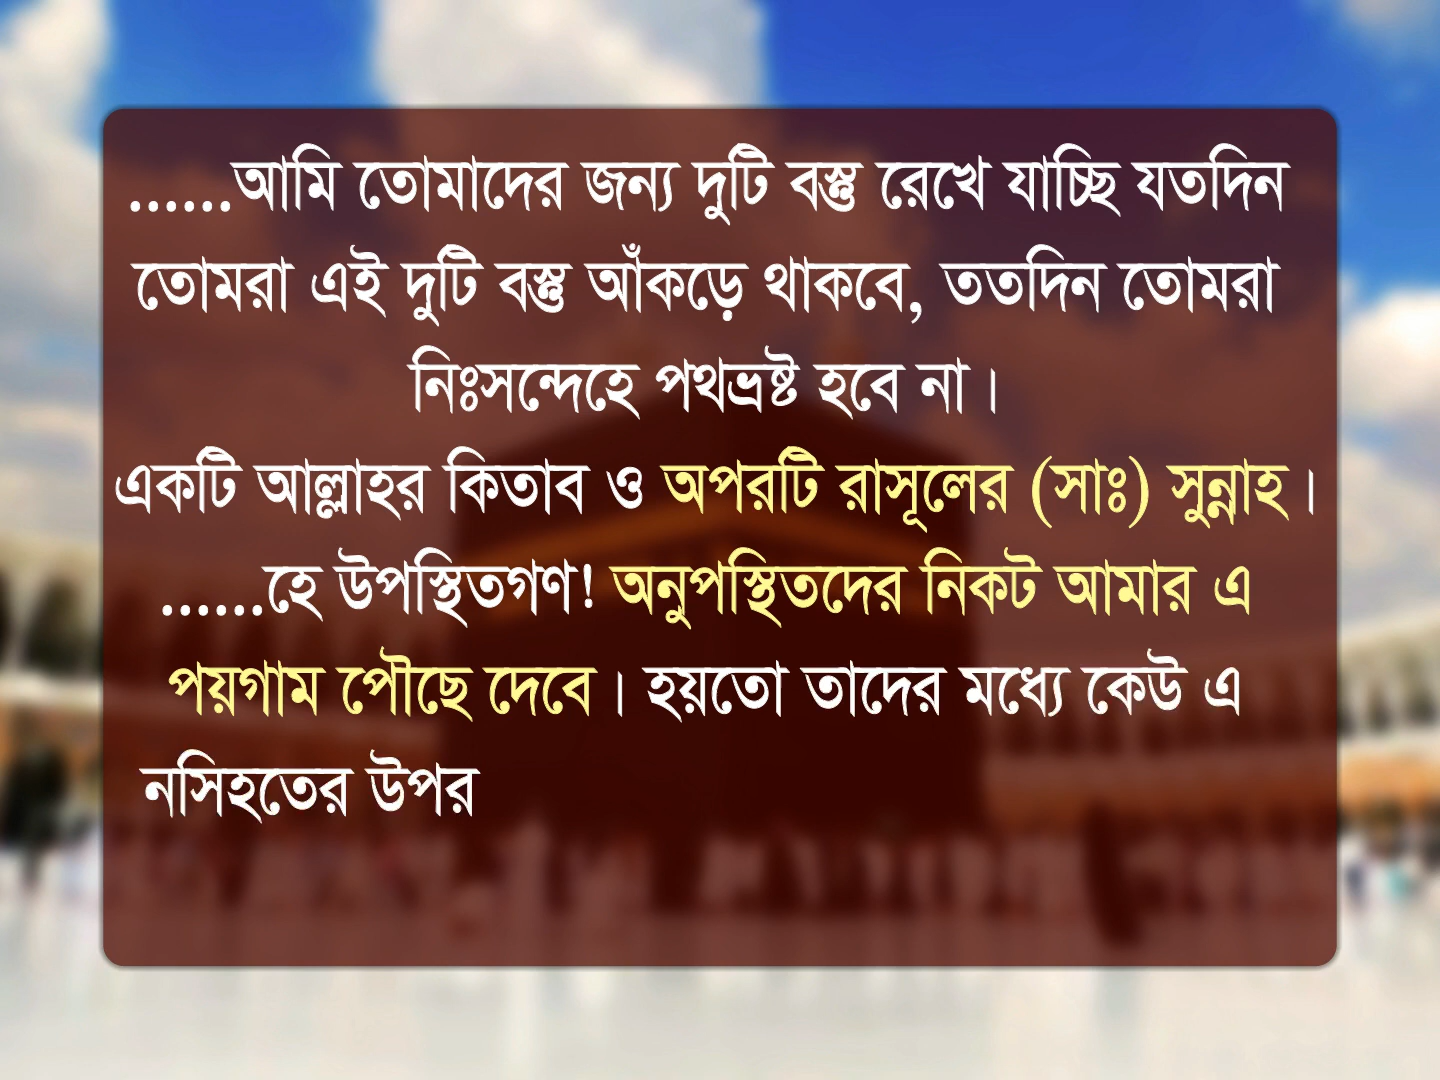 ......আমি তোমাদের জন্য দুটি বস্তু রেখে যাচ্ছি যতদিন
তোমরা এই দুটি বস্তু আঁকড়ে থাকবে, ততদিন তোমরা
নিঃসন্দেহে পথভ্রষ্ট হবে না।
একটি আল্লাহর কিতাব ও অপরটি রাসূলের (সাঃ) সুন্নাহ।
......হে উপস্থিতগণ! অনুপস্থিতদের নিকট আমার এ
পয়গাম পৌছে দেবে। হয়তো তাদের মধ্যে কেউ এ
নসিহতের উপর